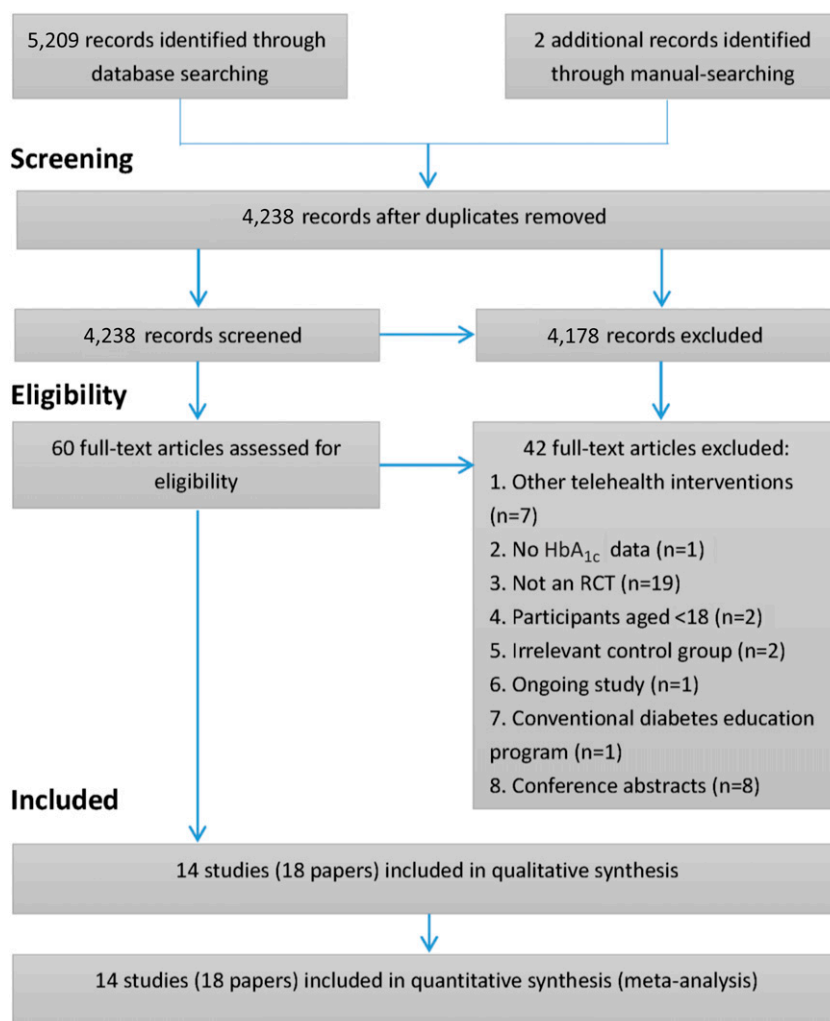 5,209 records identified through
database searching
2 additional records identified
through manual-searching
Screening
4,238 records after duplicates removed
4,238 records screened
4,178 records excluded
Eligibility
60 full-text articles assessed for
eligibility
42 full-text articles excluded:
1. Other telehealth interventions
(n=7)
2. No HbA1c data (n=1)
3. Not an RCT (n=19)
4. Participants aged <18 (n=2)
5. Irrelevant control group (n=2)
6. Ongoing study (n=1)
7. Conventional diabetes education
program (n=1)
8. Conference abstracts (n=8)
Included
14 studies (18 papers) included in qualitative synthesis
14 studies (18 papers) included in quantitative synthesis (meta-analysis)